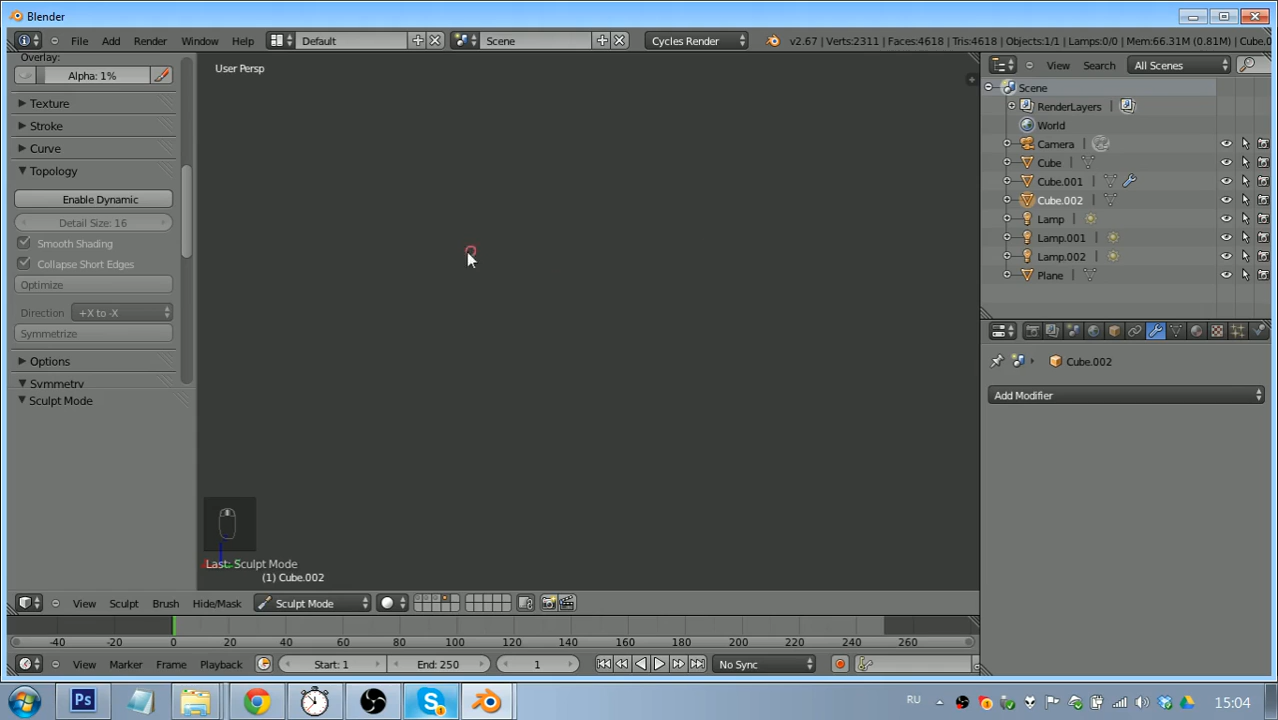 Blender
File Add Render Window Help Default Scene Cycles Render v2.67 | Verts:2311 | Faces:4618 | Tris:4618 | Objects:1/1 | Lamps:0/0 | Mem:66.31M (0.81M) | Cube.0
Overlay:
Alpha: 1%
Texture
Stroke
Curve
Topology
Enable Dynamic
Detail Size: 16
Smooth Shading
Collapse Short Edges
Optimize
Direction +X to -X
Symmetrize
Options
Symmetry
Sculpt Mode
User Persp
Last: Sculpt Mode
(1) Cube.002
View Sculpt Brush Hide/Mask Sculpt Mode
View Search All Scenes
Scene
RenderLayers
World
Camera
Cube
Cube.001
Cube.002
Lamp
Lamp.001
Lamp.002
Plane
Cube.002
Add Modifier
-40 -20 0 20 40 60 80 100 120 140 160 180 200 220 240 260
View Marker Frame Playback Start: 1 End: 250 1 No Sync
Ps RU 15:04